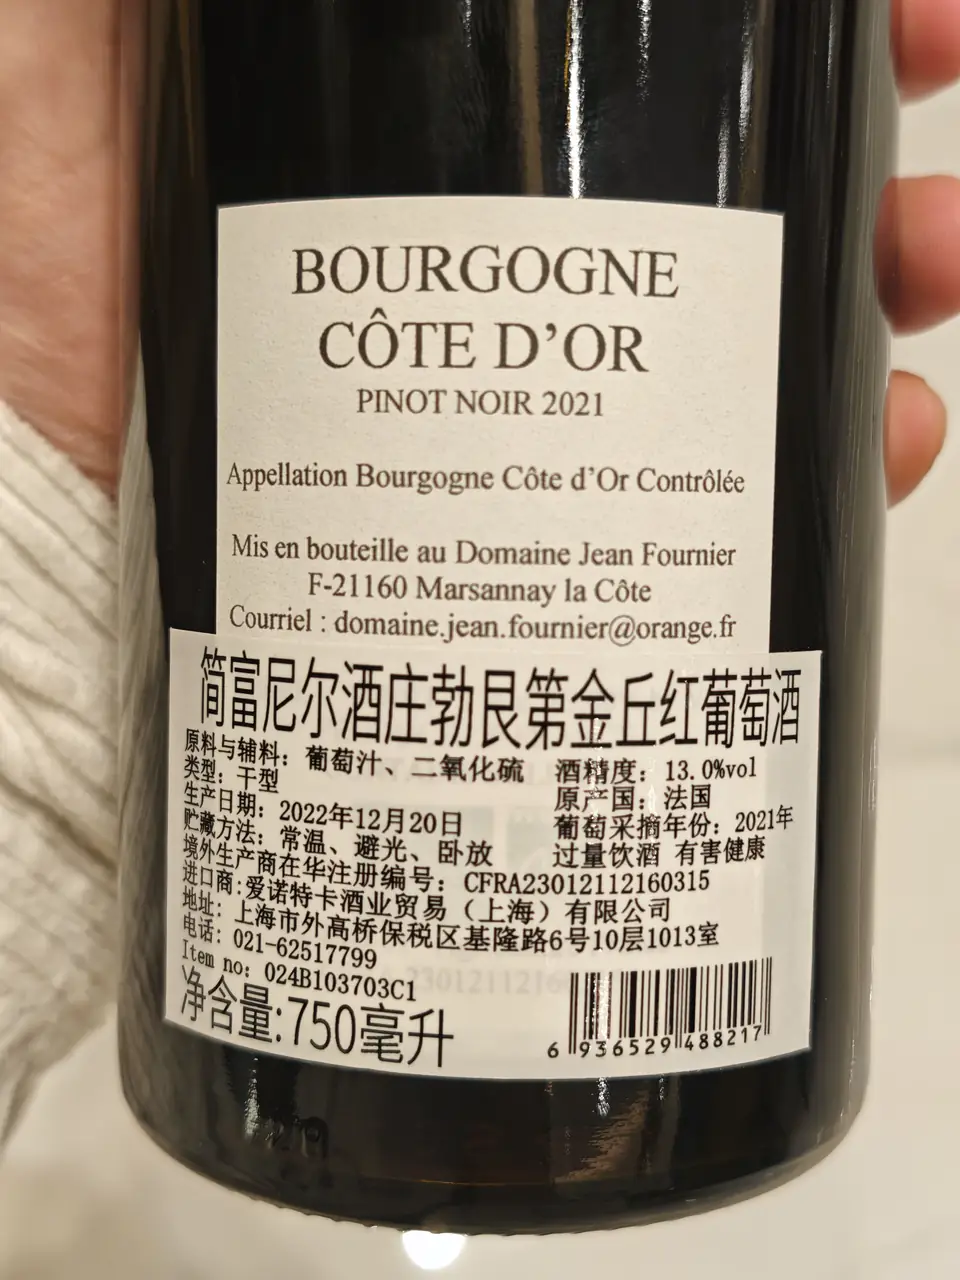 BOURGOGNE
CÔTE D'OR
PINOT NOIR 2021
Appellation Bourgogne Côte d'Or Contrôlée
Mis en bouteille au Domaine Jean Fournier
F-21160 Marsannay la Côte
Courriel : domaine.jean.fournier@orange.fr
简富尼尔酒庄勃艮第金丘红葡萄酒
原料与辅料：葡萄汁、二氧化硫 酒精度：13.0%vol
类型：干型 原产国：法国
生产日期：2022年12月20日 葡萄采摘年份：2021年
贮藏方法：常温、避光、卧放 过量饮酒 有害健康
境外生产商在华注册编号：CFRA23012112160315
进口商:爱诺特卡酒业贸易（上海）有限公司
地址：上海市外高桥保税区基隆路6号10层1013室
电话：021-62517799
Item no：024B103703C1
净含量:750毫升
6 936529 488217